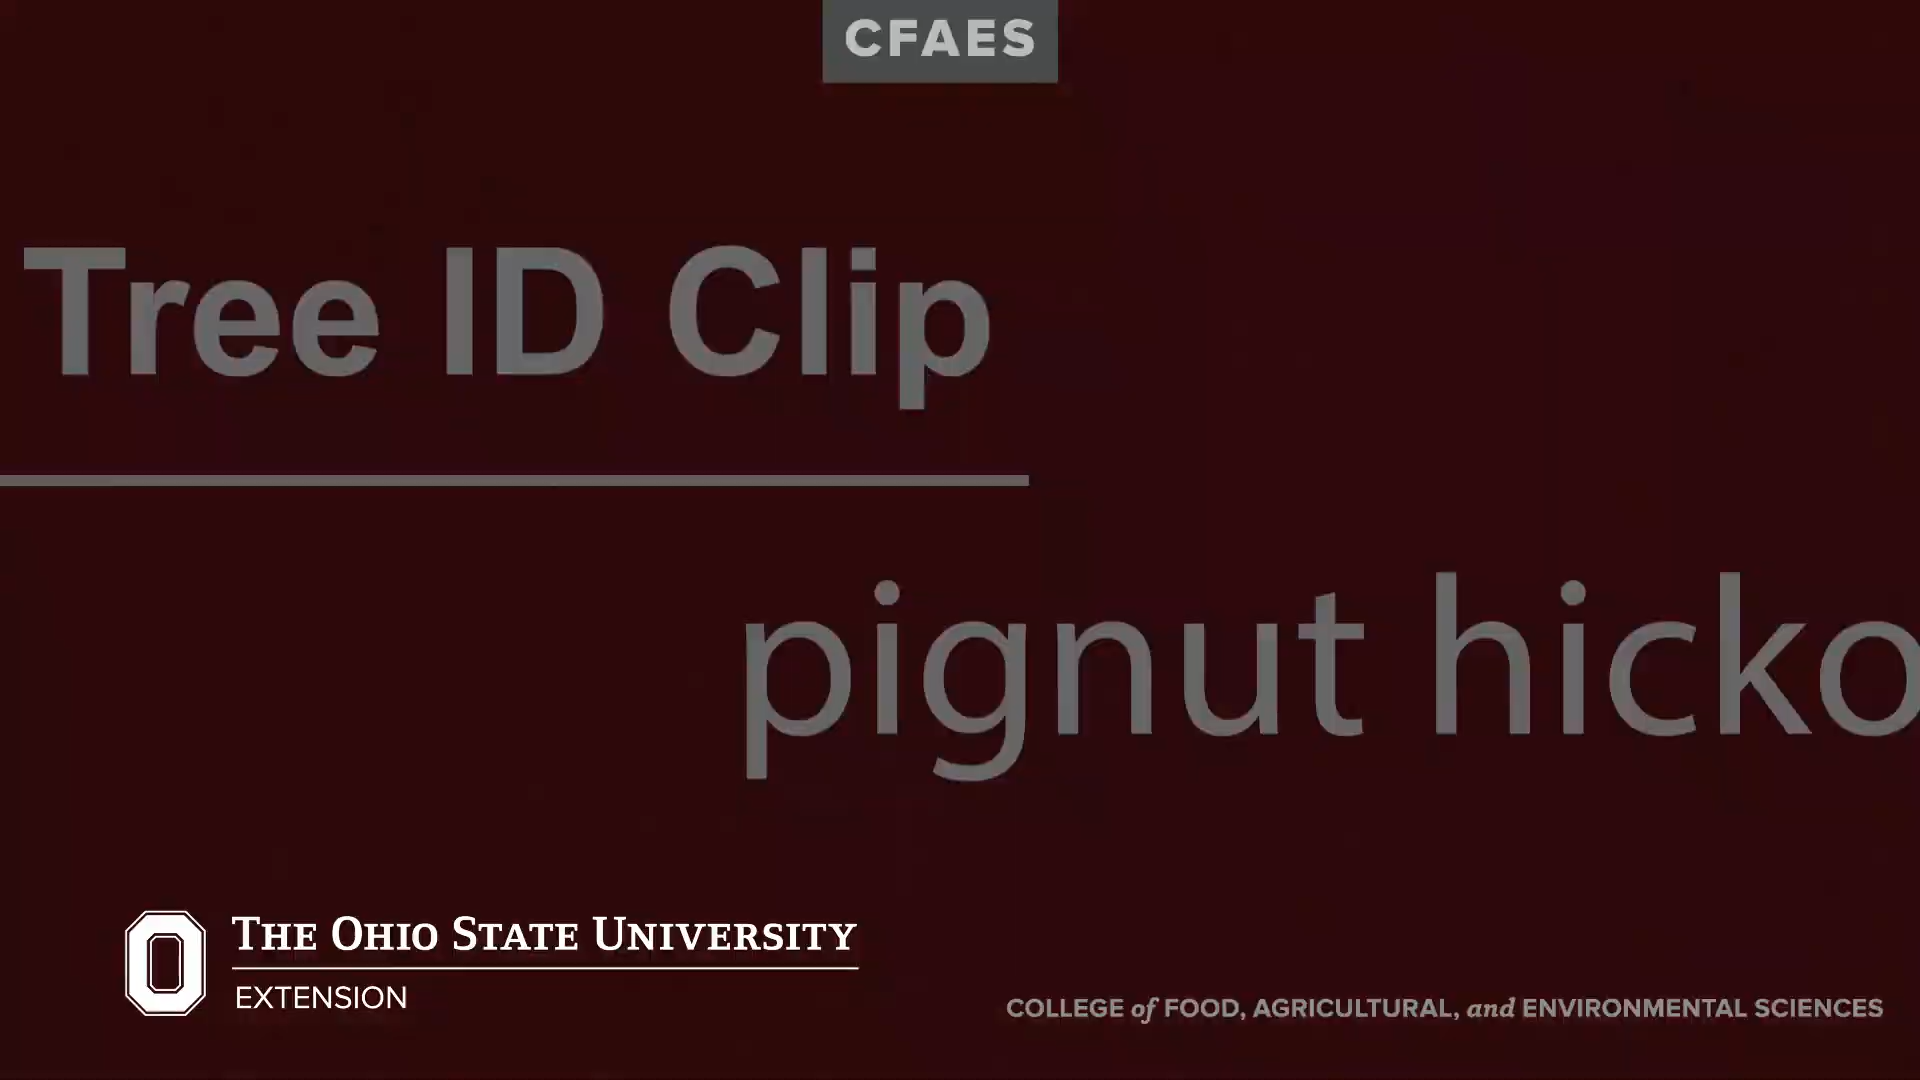 CFAES
Tree ID Clip
pignut hicko
THE OHIO STATE UNIVERSITY
EXTENSION
COLLEGE of FOOD, AGRICULTURAL, and ENVIRONMENTAL SCIENCES